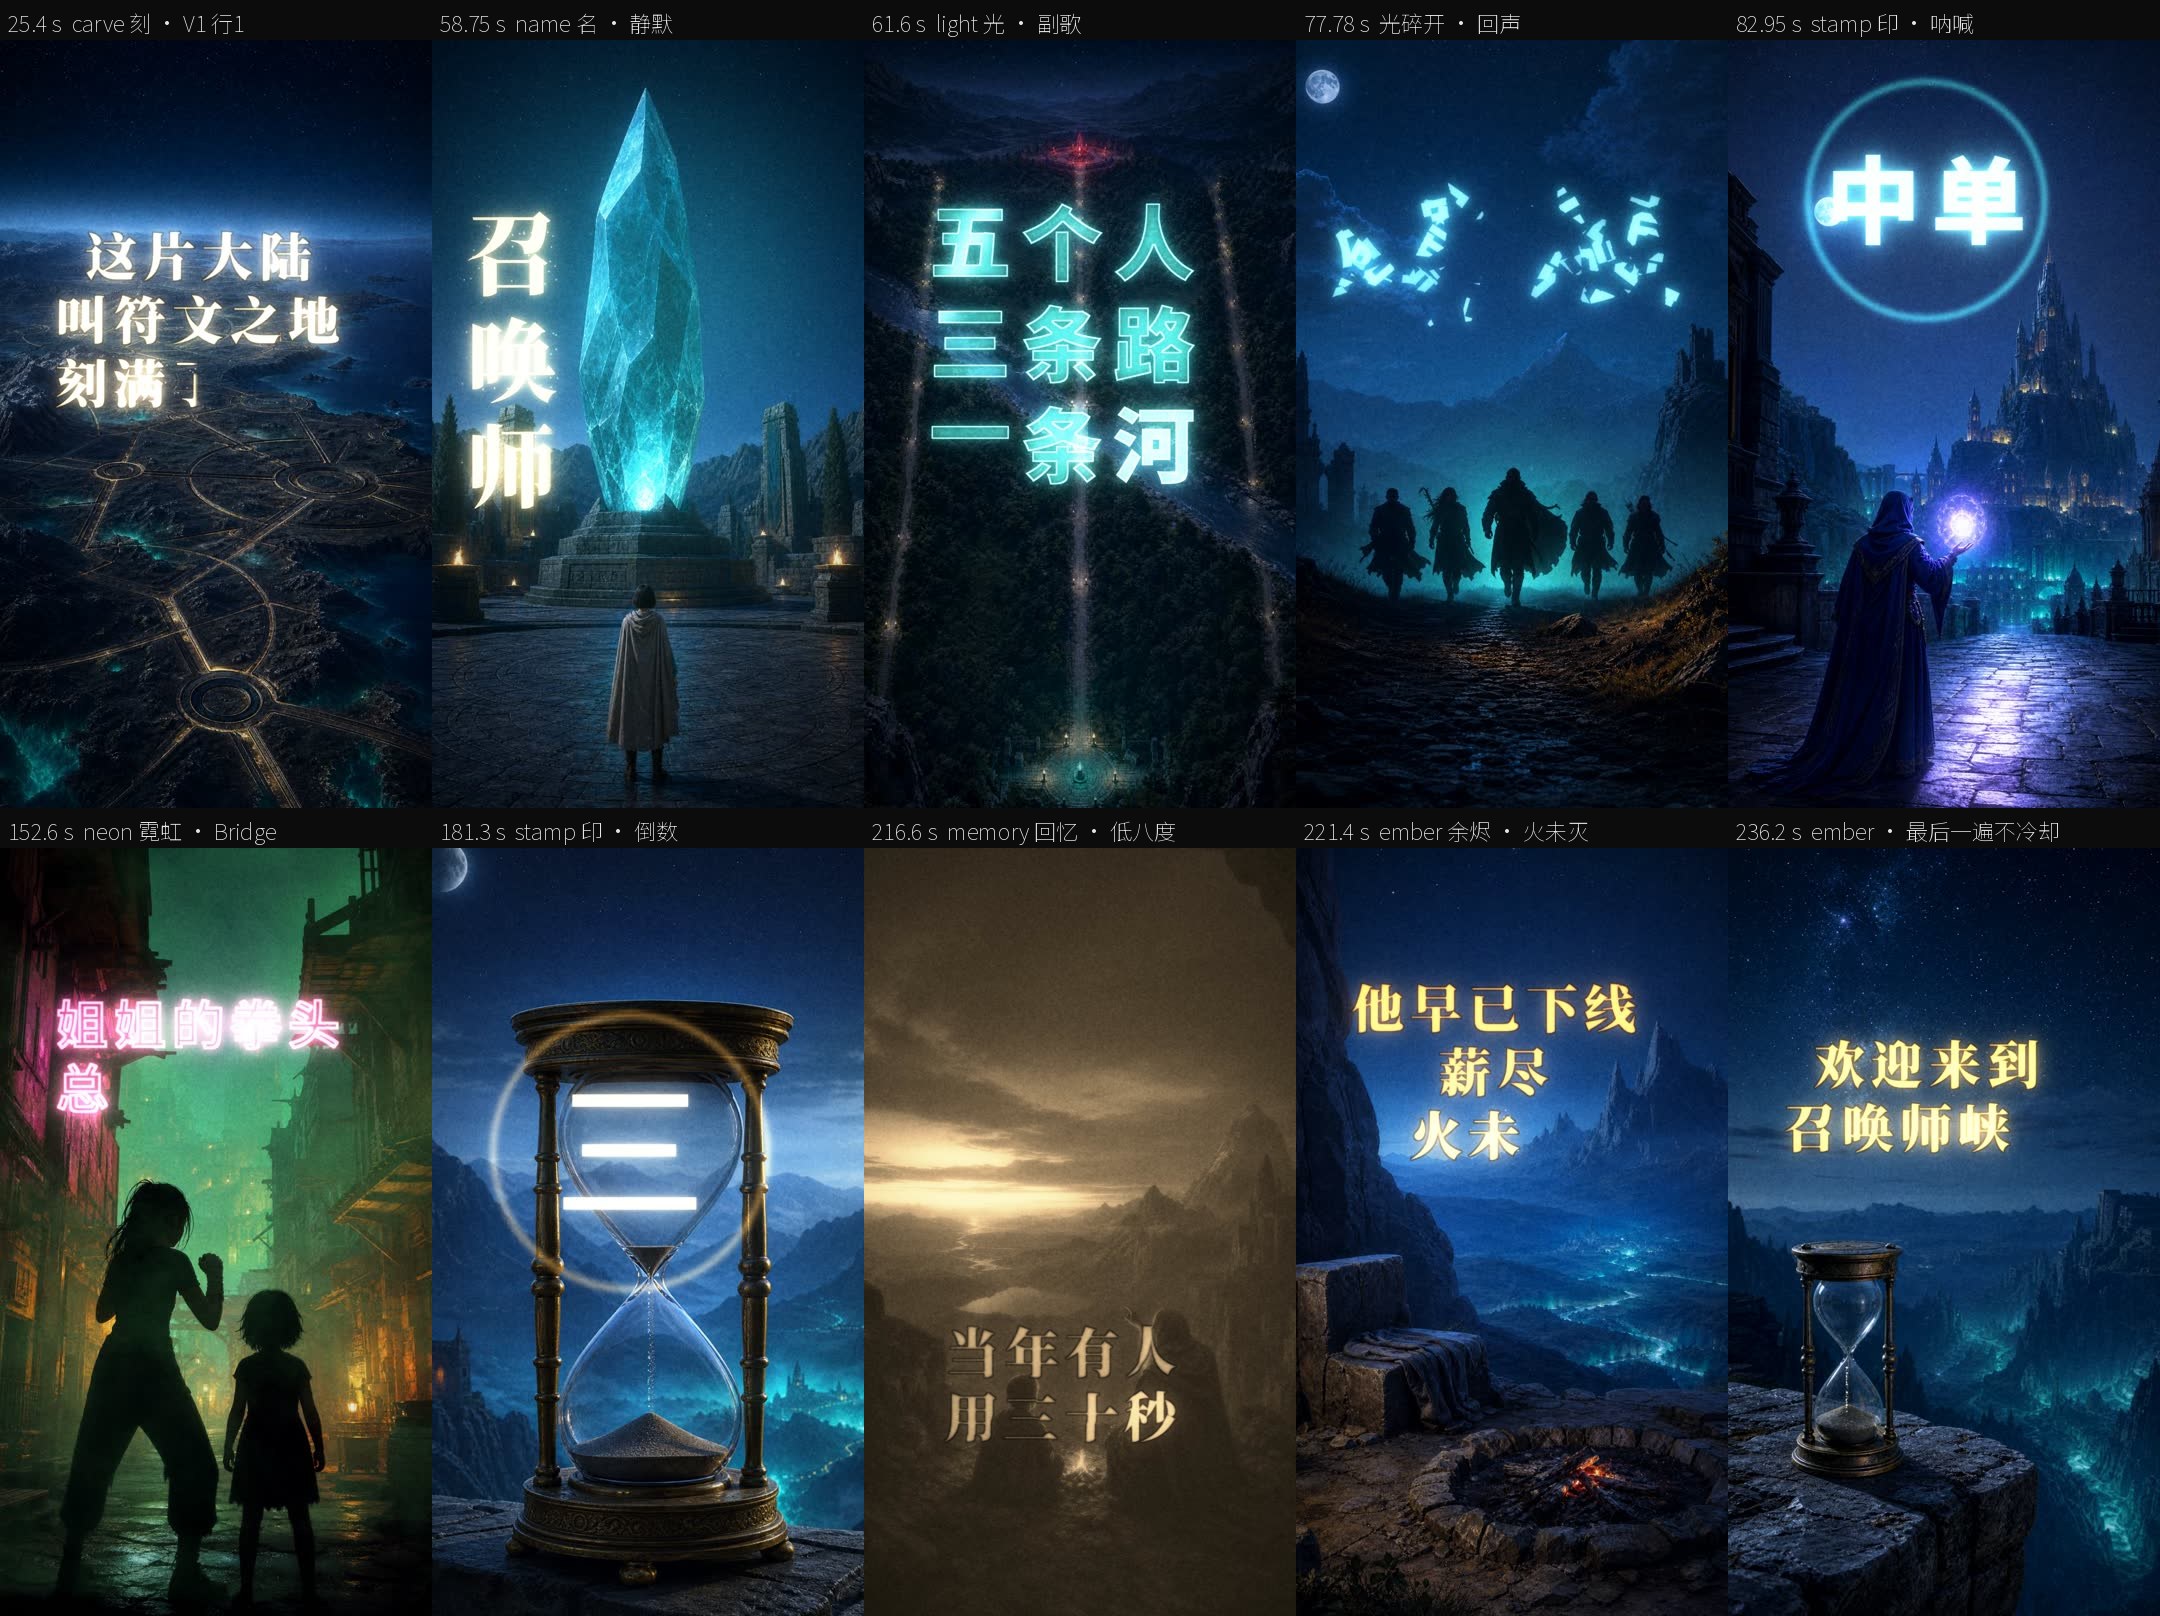 25.4 s carve 刻 · V1 行1
这片大陆
叫符文之地
刻满
58.75 s name 名 · 静默
召
唤
师
61.6 s light 光 · 副歌
五个人
三条路
一条河
77.78 s 光碎开 · 回声
82.95 s stamp 印 · 呐喊
中单
152.6 s neon 霓虹 · Bridge
姐姐的拳头
总
181.3 s stamp 印 · 倒数
三
216.6 s memory 回忆 · 低八度
当年有人
用三十秒
221.4 s ember 余烬 · 火未灭
他早已下线
薪尽
火未
236.2 s ember · 最后一遍不冷却
欢迎来到
召唤师峡